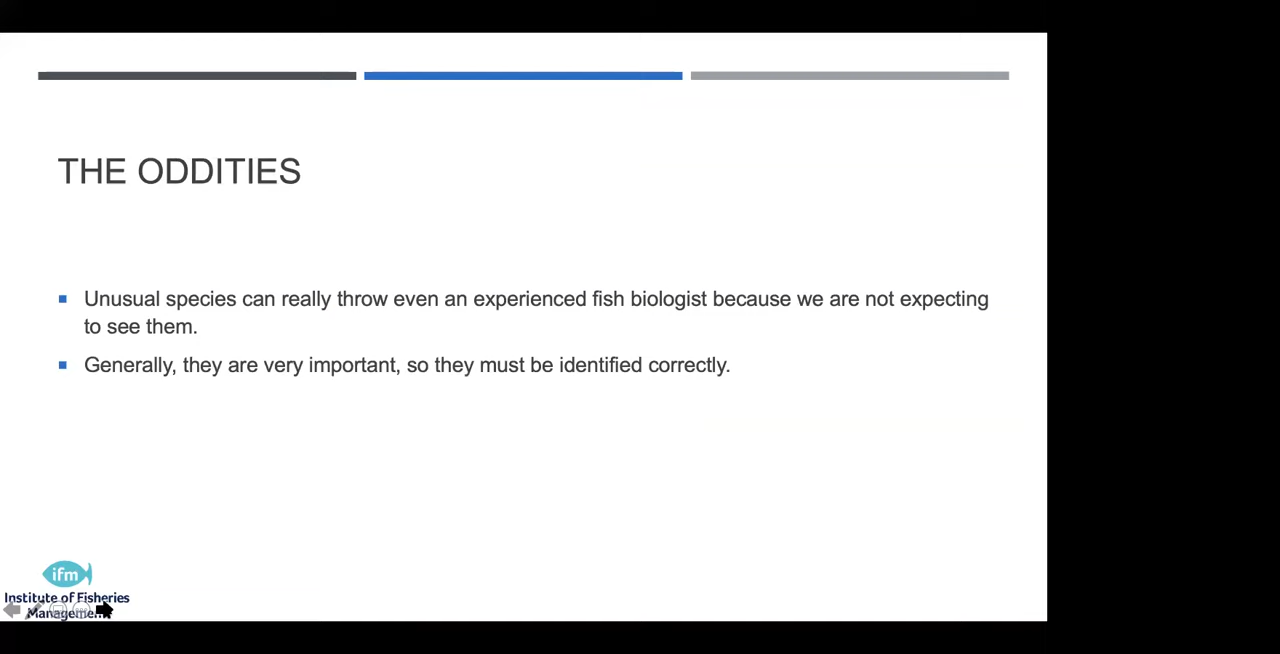 THE ODDITIES
Unusual species can really throw even an experienced fish biologist because we are not expecting
to see them.
Generally, they are very important, so they must be identified correctly.
ifm
Institute of Fisheries
Management